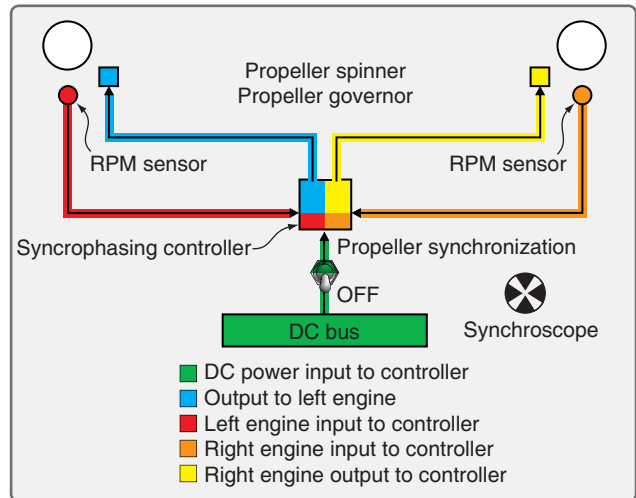 Propeller spinner
Propeller governor
RPM sensor
RPM sensor
Syncrophasing controller
Propeller synchronization
OFF
DC bus
Synchroscope
DC power input to controller
Output to left engine
Left engine input to controller
Right engine input to controller
Right engine output to controller